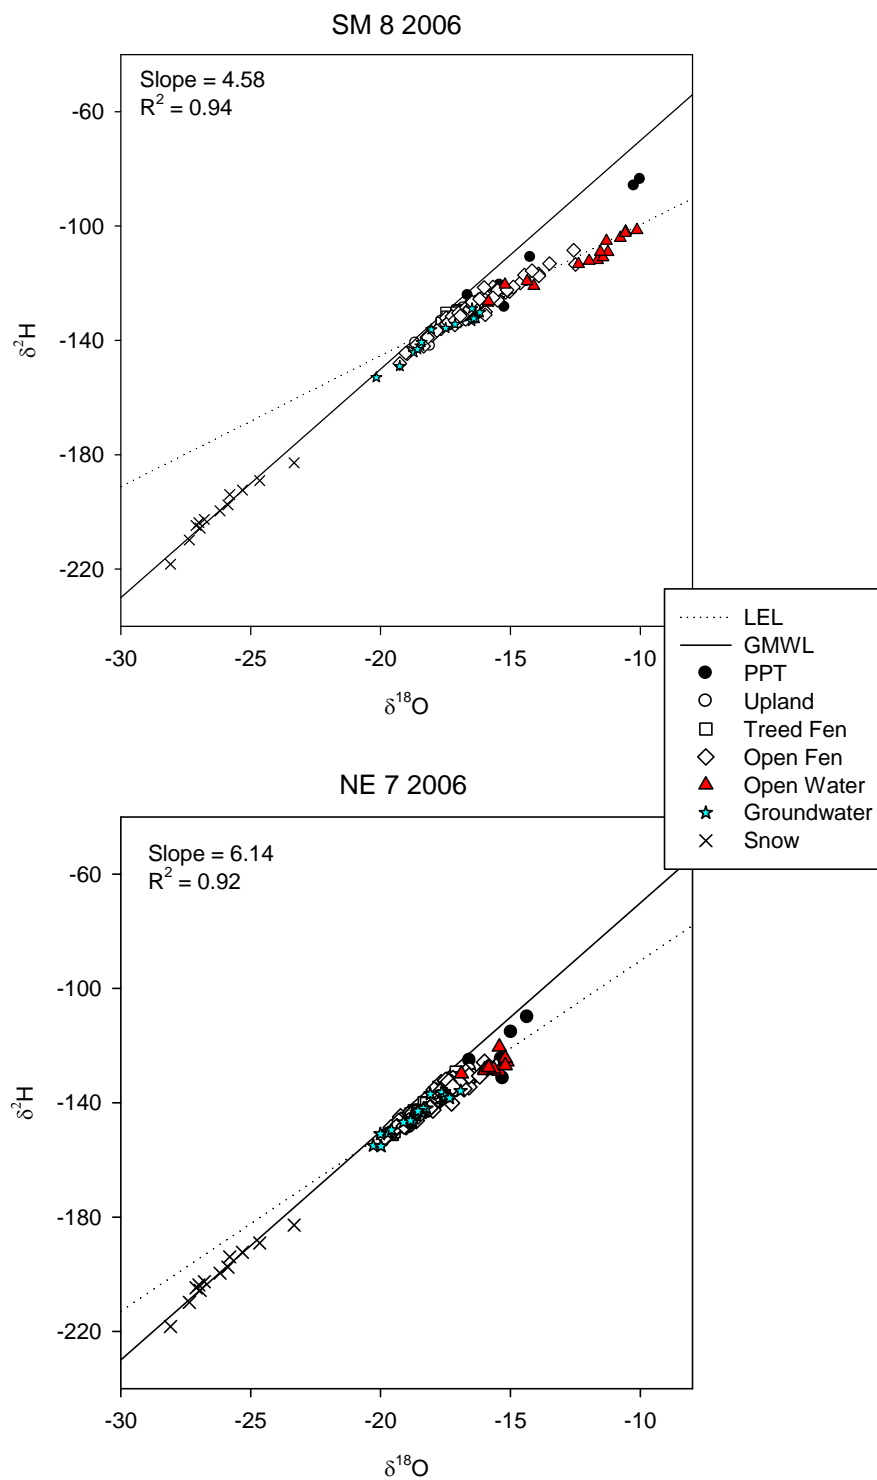 SM 8 2006
Slope = 4.58
R² = 0.94
-60
-100
-140
-180
-220
δ²H
-30 -25 -20 -15 -10
δ¹⁸O
LEL
GMWL
PPT
Upland
Treed Fen
Open Fen
Open Water
Groundwater
Snow
NE 7 2006
Slope = 6.14
R² = 0.92
-60
-100
-140
-180
-220
δ²H
-30 -25 -20 -15 -10
δ¹⁸O